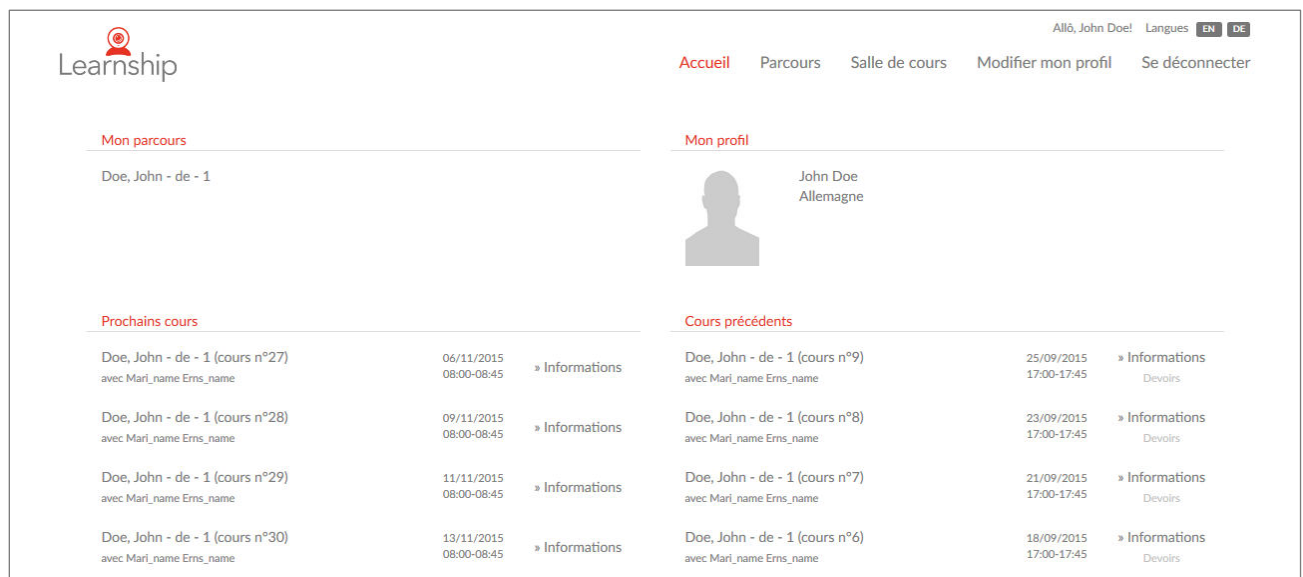 Allô, John Doe! Langues EN DE
Learnship
Accueil Parcours Salle de cours Modifier mon profil Se déconnecter
Mon parcours
Doe, John - de - 1
Mon profil
John Doe
Allemagne
Prochains cours
Doe, John - de - 1 (cours n°27) 06/11/2015 » Informations
avec Mari_name Erns_name 08:00-08:45
Doe, John - de - 1 (cours n°28) 09/11/2015 » Informations
avec Mari_name Erns_name 08:00-08:45
Doe, John - de - 1 (cours n°29) 11/11/2015 » Informations
avec Mari_name Erns_name 08:00-08:45
Doe, John - de - 1 (cours n°30) 13/11/2015 » Informations
avec Mari_name Erns_name 08:00-08:45
Cours précédents
Doe, John - de - 1 (cours n°9) 25/09/2015 » Informations
avec Mari_name Erns_name 17:00-17:45 Devoirs
Doe, John - de - 1 (cours n°8) 23/09/2015 » Informations
avec Mari_name Erns_name 17:00-17:45 Devoirs
Doe, John - de - 1 (cours n°7) 21/09/2015 » Informations
avec Mari_name Erns_name 17:00-17:45 Devoirs
Doe, John - de - 1 (cours n°6) 18/09/2015 » Informations
avec Mari_name Erns_name 17:00-17:45 Devoirs